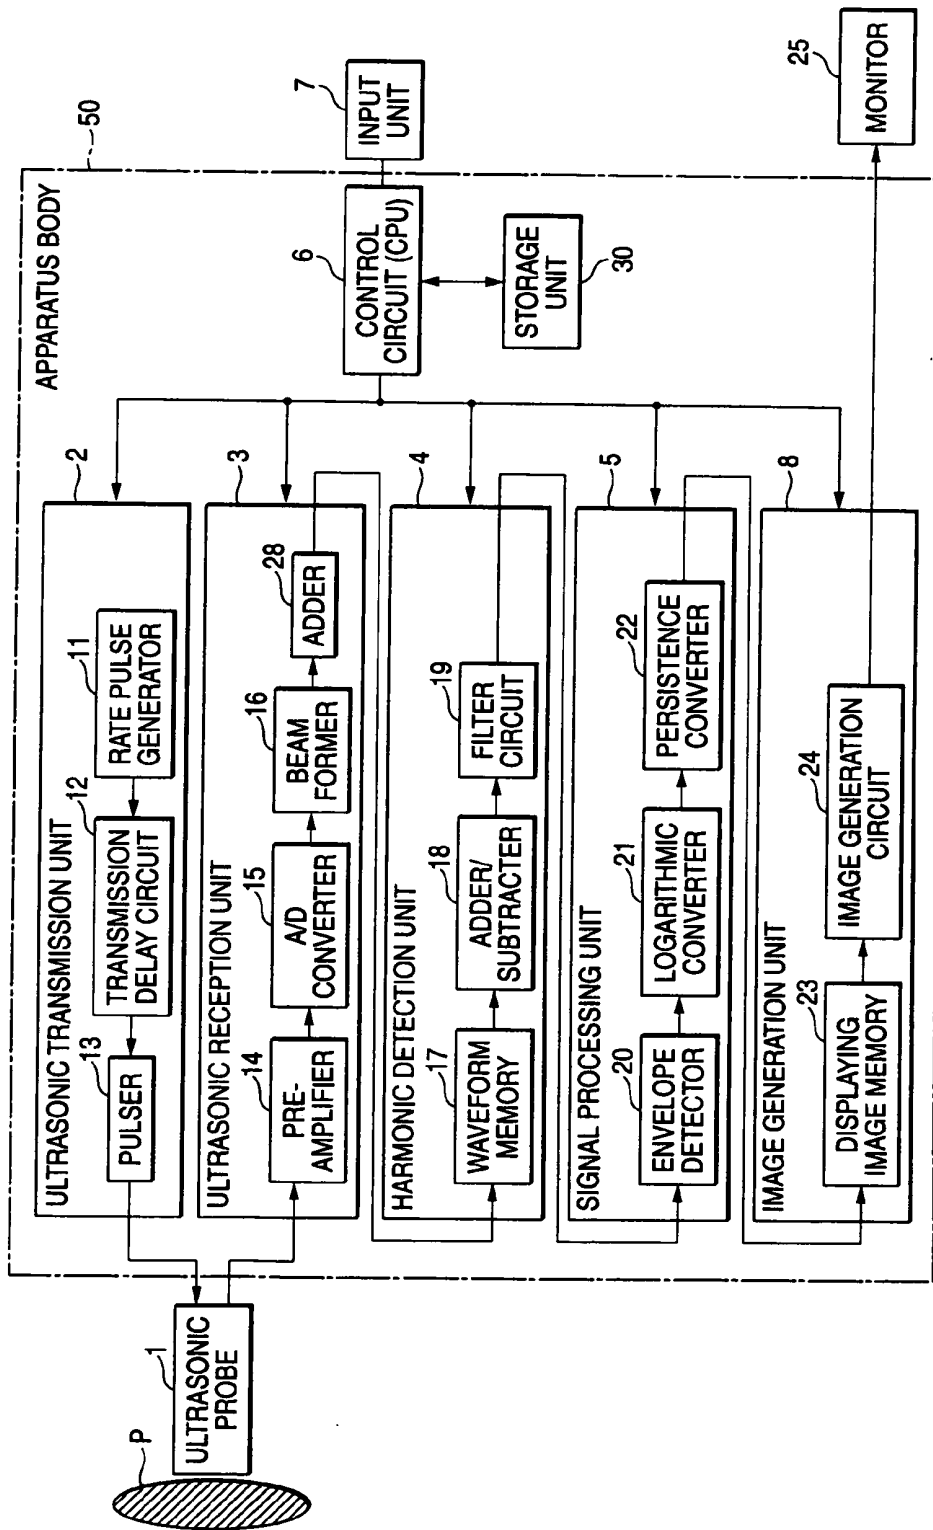 APPARATUS BODY
50
ULTRASONIC TRANSMISSION UNIT
2
13
PULSER
12
TRANSMISSION
DELAY CIRCUIT
11
RATE PULSE
GENERATOR
ULTRASONIC RECEPTION UNIT
3
14
PRE-
AMPLIFIER
15
A/D
CONVERTER
16
BEAM
FORMER
28
ADDER
HARMONIC DETECTION UNIT
4
17
WAVEFORM
MEMORY
18
ADDER/
SUBTRACTER
19
FILTER
CIRCUIT
SIGNAL PROCESSING UNIT
5
20
ENVELOPE
DETECTOR
21
LOGARITHMIC
CONVERTER
22
PERSISTENCE
CONVERTER
IMAGE GENERATION UNIT
8
23
DISPLAYING
IMAGE MEMORY
24
IMAGE GENERATION
CIRCUIT
P
1
ULTRASONIC
PROBE
6
CONTROL
CIRCUIT (CPU)
7
INPUT
UNIT
STORAGE
UNIT
30
25
MONITOR